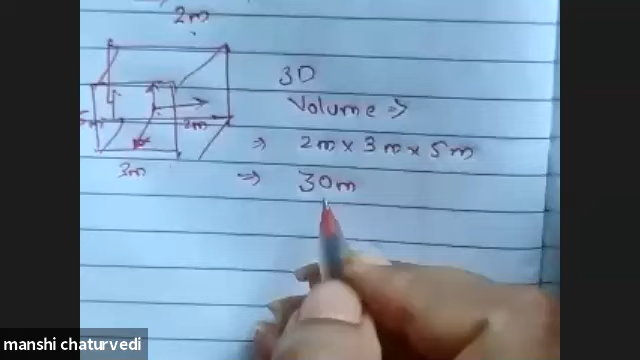 2m
3D
Volume ⇒
2m
⇒ 2m x 3m x 5m
3m
⇒ 30m
manshi chaturvedi